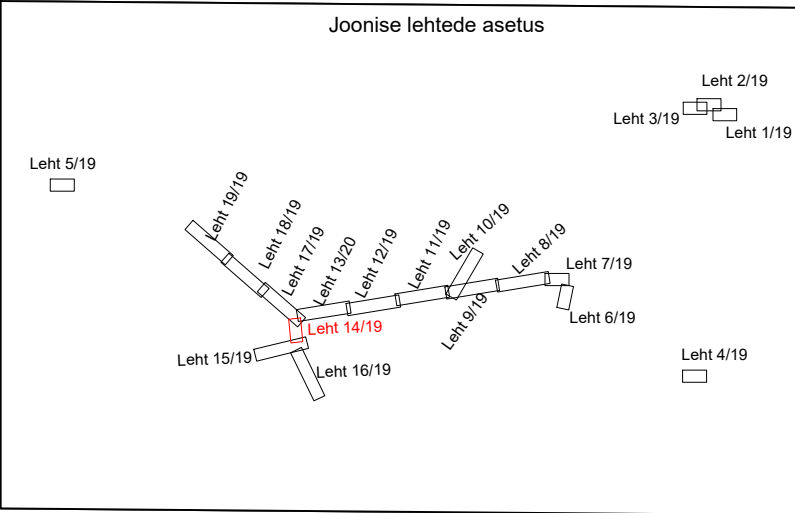 Joonise lehtede asetus
Leht 2/19
Leht 3/19
Leht 1/19
Leht 5/19
Leht 19/19
Leht 18/19
Leht 17/19
Leht 13/20
Leht 12/19
Leht 11/19
Leht 10/19
Leht 8/19
Leht 7/19
Leht 9/19
Leht 6/19
Leht 14/19
Leht 15/19
Leht 16/19
Leht 4/19